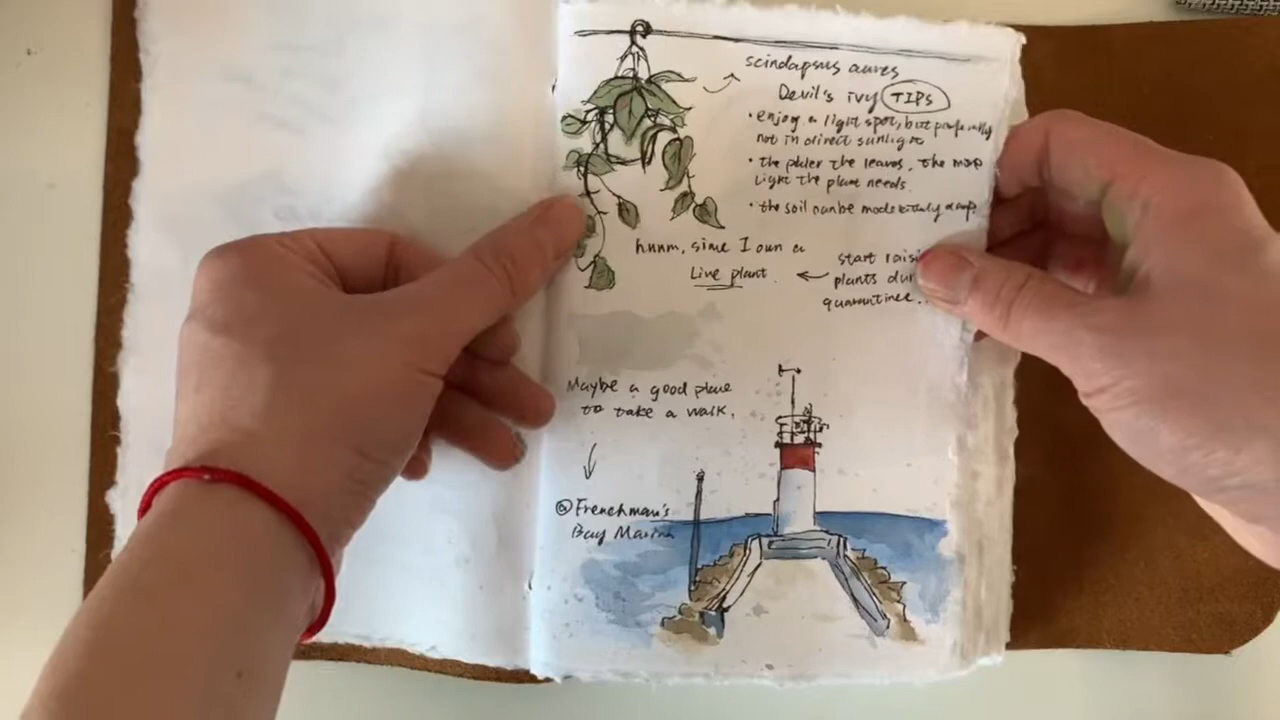 scindapsus aures
Devil's ivy TIPS
• enjoy a light spot, but preferably
not in direct sunlight
• the paler the leaves, the more
light the plant needs.
• the soil can be moderately damp
hmm, since I own a
Live plant.
start raisi
plants dur
quarantinee..
Maybe a good place
to take a walk.
@Frenchman's
Bay Marina